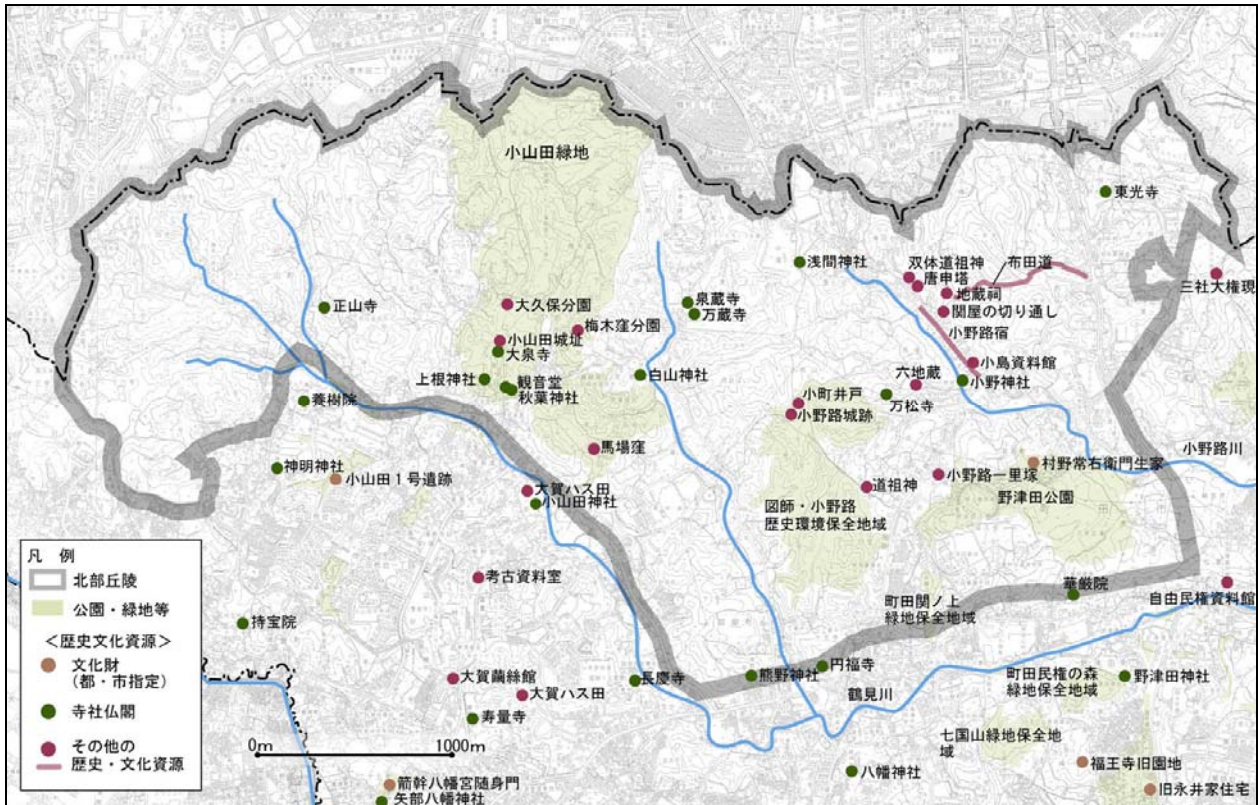 小山田緑地
東光寺
浅間神社
双体道祖神
唐申塔
布田道
地蔵祠
関屋の切り通し
三社大権現
小野路宿
正山寺
大久保分園
泉蔵寺
万蔵寺
梅木窪分園
小山田城址
大泉寺
小島資料館
上根神社
観音堂
秋葉神社
白山神社
六地蔵
小野神社
養樹院
小町井戸
小野路城跡
万松寺
馬場窪
小野路川
村野常右衛門生家
神明神社
小山田1号遺跡
大賀ハス田
小山田神社
道祖神
小野路一里塚
野津田公園
図師・小野路
歴史環境保全地域
凡 例
北部丘陵
公園・緑地等
<歴史文化資源>
文化財
(都・市指定)
寺社仏閣
その他の
歴史・文化資源
考古資料室
華厳院
自由民権資料館
町田関ノ上
緑地保全地域
持宝院
大賀繭絲館
大賀ハス田
長慶寺
熊野神社
円福寺
鶴見川
町田民権の森
緑地保全地域
野津田神社
寿量寺
0m
1000m
七国山緑地保全地
域
箭幹八幡宮随身門
矢部八幡神社
八幡神社
福王寺旧園地
旧永井家住宅